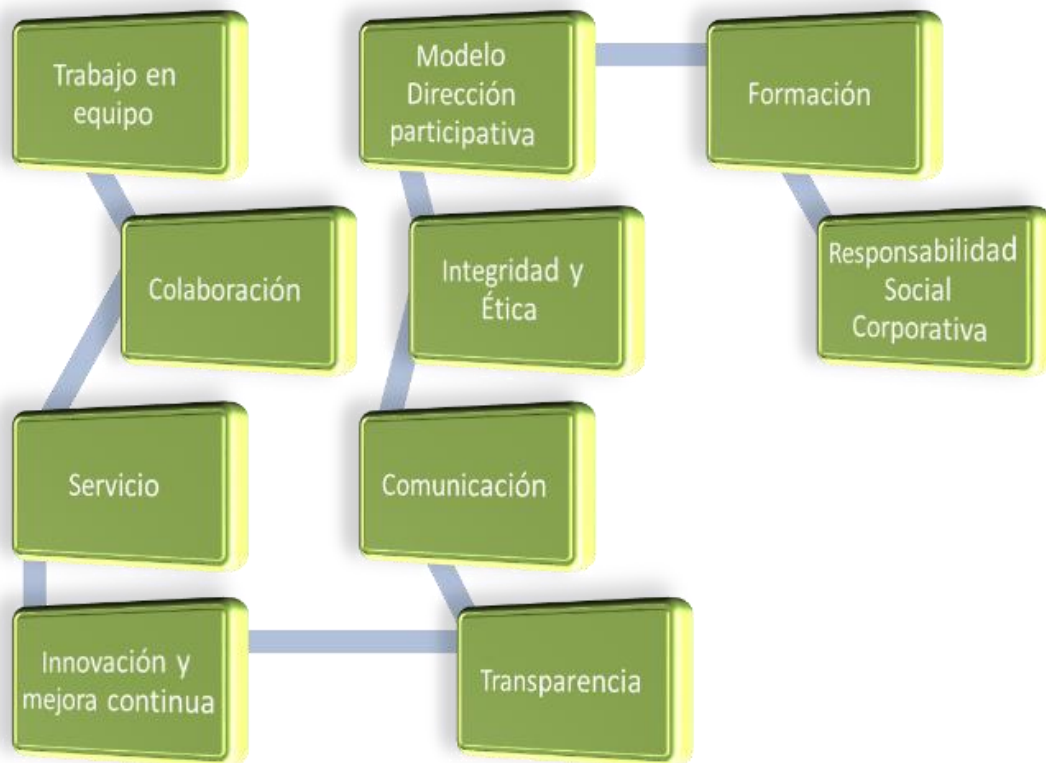 Trabajo en
equipo
Colaboración
Servicio
Innovación y
mejora continua
Transparencia
Comunicación
Integridad y
Ética
Modelo
Dirección
participativa
Formación
Responsabilidad
Social
Corporativa